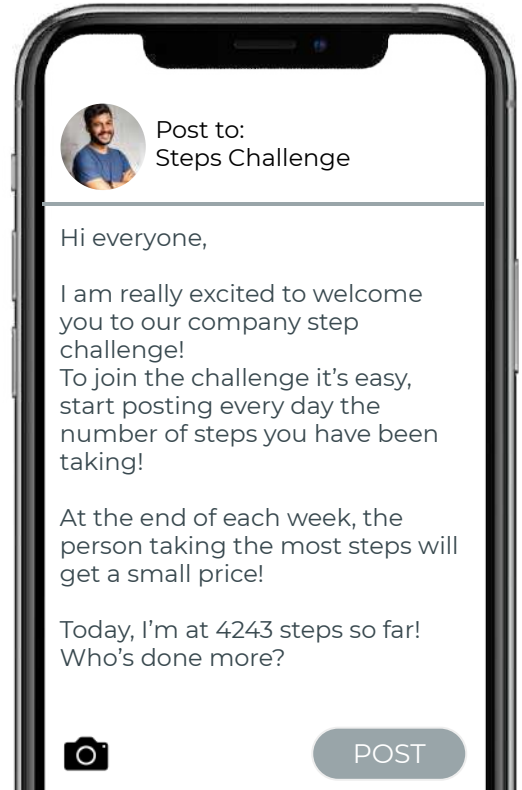 Post to:
Steps Challenge
Hi everyone,
I am really excited to welcome
you to our company step
challenge!
To join the challenge it’s easy,
start posting every day the
number of steps you have been
taking!
At the end of each week, the
person taking the most steps will
get a small price!
Today, I’m at 4243 steps so far!
Who’s done more?
POST